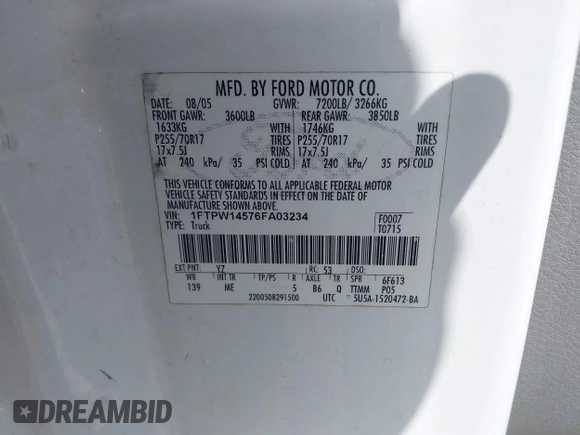 MFD. BY FORD MOTOR CO.
DATE: 08/05 GVWR: 7200LB/ 3266KG
FRONT GAWR: 3600LB REAR GAWR: 3850LB
1633KG WITH 1746KG WITH
P255/70R17 TIRES P255/70R17 TIRES
17x7.5J RIMS 17x7.5J RIMS
AT 240 kPa/ 35 PSI COLD AT 240 kPa/ 35 PSI COLD
THIS VEHICLE CONFORMS TO ALL APPLICABLE FEDERAL MOTOR
VEHICLE SAFETY STANDARDS IN EFFECT ON THE DATE OF
MANUFACTURE SHOWN ABOVE.
VIN: 1FTPW14576FA03234 F0007
TYPE: Truck T0715
EXT PNT: YZ RC: 53 DSO:
WB INT TR TP/PS R AXLE TR SPR 6F613
139 ME 5 B6 Q TTMM P05
2200508291500 UTC 5U5A-1520472-BA
DREAMBID